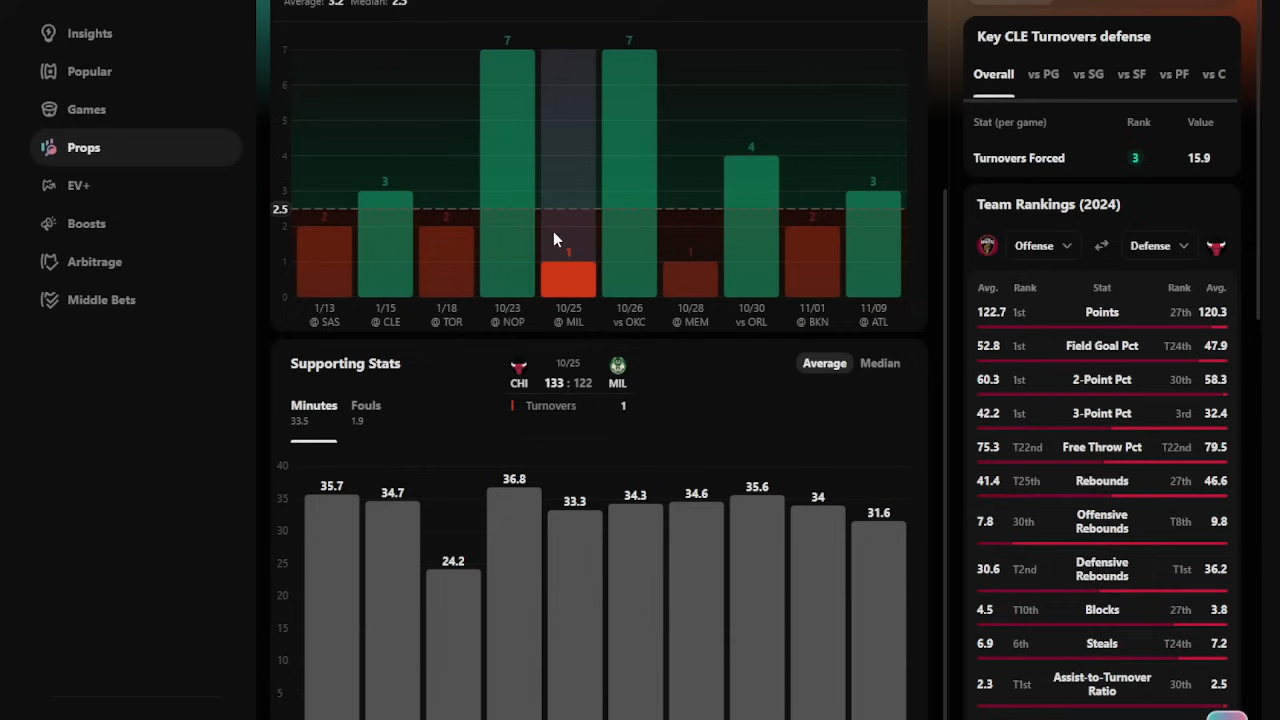 Insights
Popular
Games
Props
EV+
Boosts
Arbitrage
Middle Bets
Average: 3.2 Median: 2.5
7
6
5
4
3
2.5
2
1
0
2
3
2
7
1
7
1
4
2
3
1/13 1/15 1/18 10/23 10/25 10/26 10/28 10/30 11/01 11/09
@ SAS @ CLE @ TOR @ NOP @ MIL vs OKC @ MEM vs ORL @ BKN @ ATL
Supporting Stats
10/25
CHI 133 : 122 MIL
Turnovers 1
Average Median
Minutes Fouls
33.5 1.9
40
35
30
25
20
15
10
5
35.7 34.7 24.2 36.8 33.3 34.3 34.6 35.6 34 31.6
Key CLE Turnovers defense
Overall vs PG vs SG vs SF vs PF vs C
Stat (per game) Rank Value
Turnovers Forced 3 15.9
Team Rankings (2024)
Offense Defense
Avg. Rank Stat Rank Avg.
122.7 1st Points 27th 120.3
52.8 1st Field Goal Pct T24th 47.9
60.3 1st 2-Point Pct 30th 58.3
42.2 1st 3-Point Pct 3rd 32.4
75.3 T22nd Free Throw Pct T22nd 79.5
41.4 T25th Rebounds 27th 46.6
7.8 30th Offensive Rebounds T8th 9.8
30.6 T2nd Defensive Rebounds T1st 36.2
4.5 T10th Blocks 27th 3.8
6.9 6th Steals T24th 7.2
2.3 T1st Assist-to-Turnover Ratio 30th 2.5